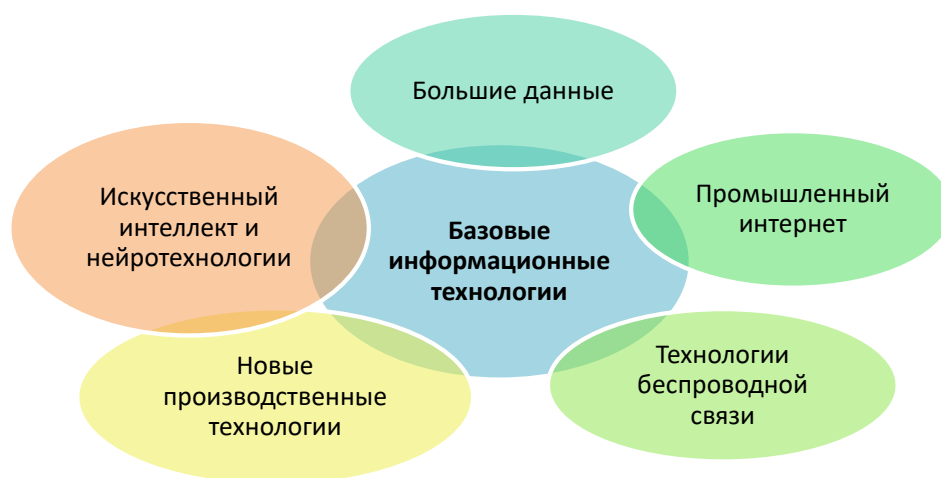 Большие данные
Искусственный
интеллект и
нейротехнологии
Базовые
информационные
технологии
Промышленный
интернет
Новые
производственные
технологии
Технологии
беспроводной
связи